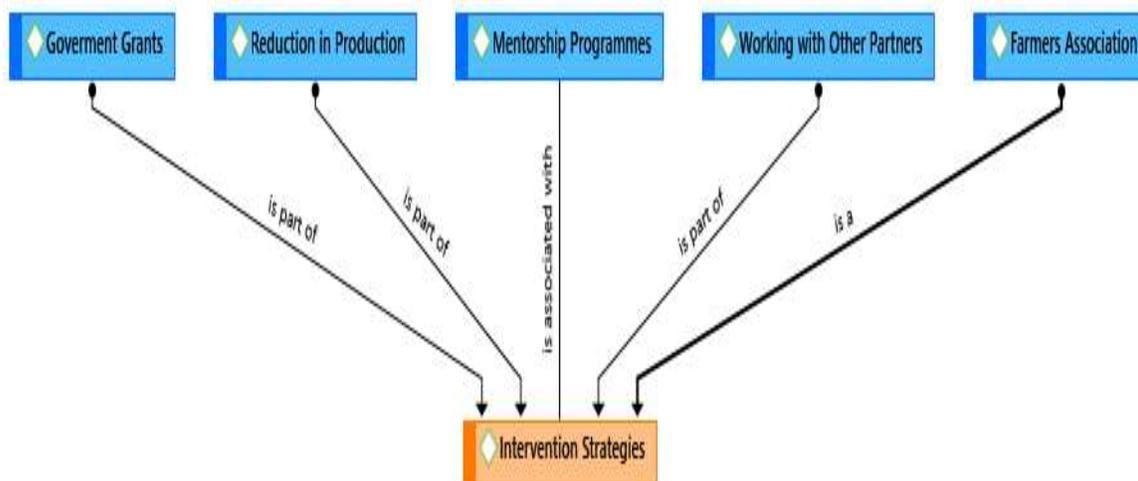 Goverment Grants
Reduction in Production
Mentorship Programmes
Working with Other Partners
Farmers Association
is part of
is part of
is associated with
is part of
is a
Intervention Strategies